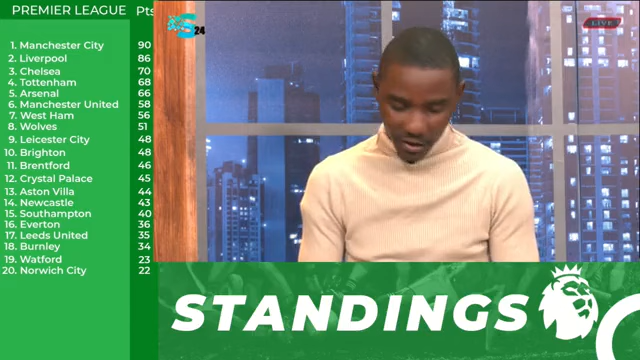 PREMIER LEAGUE Pts
1. Manchester City 90
2. Liverpool 86
3. Chelsea 70
4. Tottenham 68
5. Arsenal 66
6. Manchester United 58
7. West Ham 56
8. Wolves 51
9. Leicester City 48
10. Brighton 48
11. Brentford 46
12. Crystal Palace 45
13. Aston Villa 44
14. Newcastle 43
15. Southampton 40
16. Everton 36
17. Leeds United 35
18. Burnley 34
19. Watford 23
20. Norwich City 22
S24
LIVE
STANDINGS